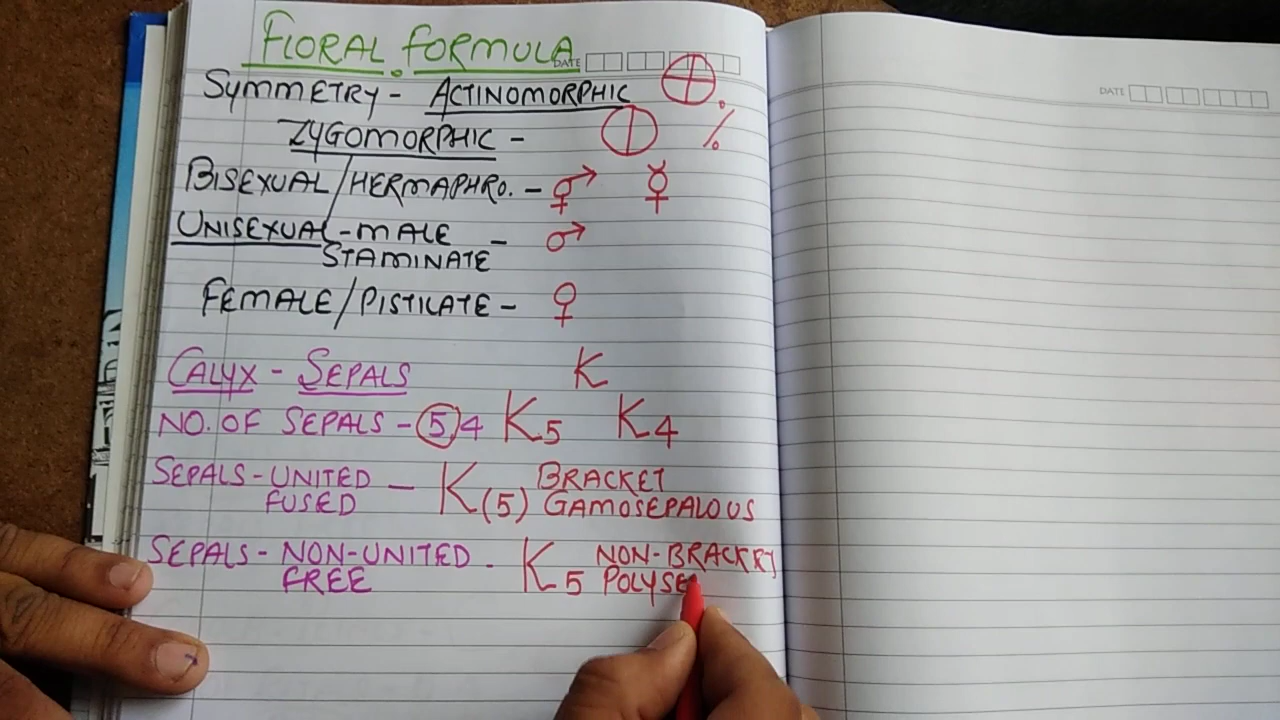 FLORAL FORMULA
DATE
SYMMETRY - ACTINOMORPHIC ⊕.
ZYGOMORPHIC - %
BISEXUAL/HERMAPHRO. - ⚥
UNISEXUAL - MALE - ♂
STAMINATE
FEMALE/PISTILATE - ♀
CALYX - SEPALS K
NO. OF SEPALS - 5 4 K5 K4
SEPALS - UNITED - K(5) BRACKET
FUSED GAMOSEPALOUS
SEPALS - NON-UNITED - K5 NON-BRACKET
FREE POLYSE
DATE